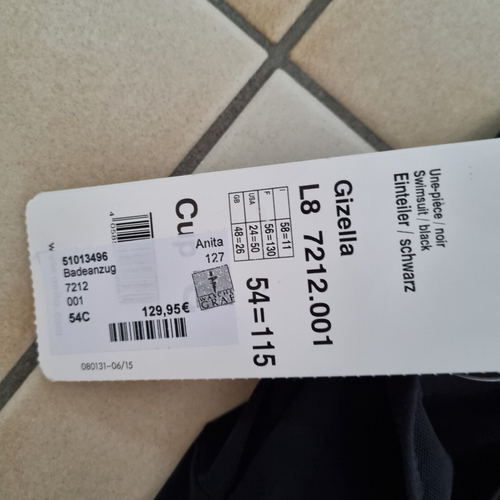 Une-pièce / noir
Swimsuit / black
Einteiler / schwarz
Gizella
L8 7212.001
I 58=11
F 56=130
USA 24=50
GB 48=26
54=115
Cup
51013496
Badeanzug
7212
001
54C
129,95€
Anita
127
080131-06/15